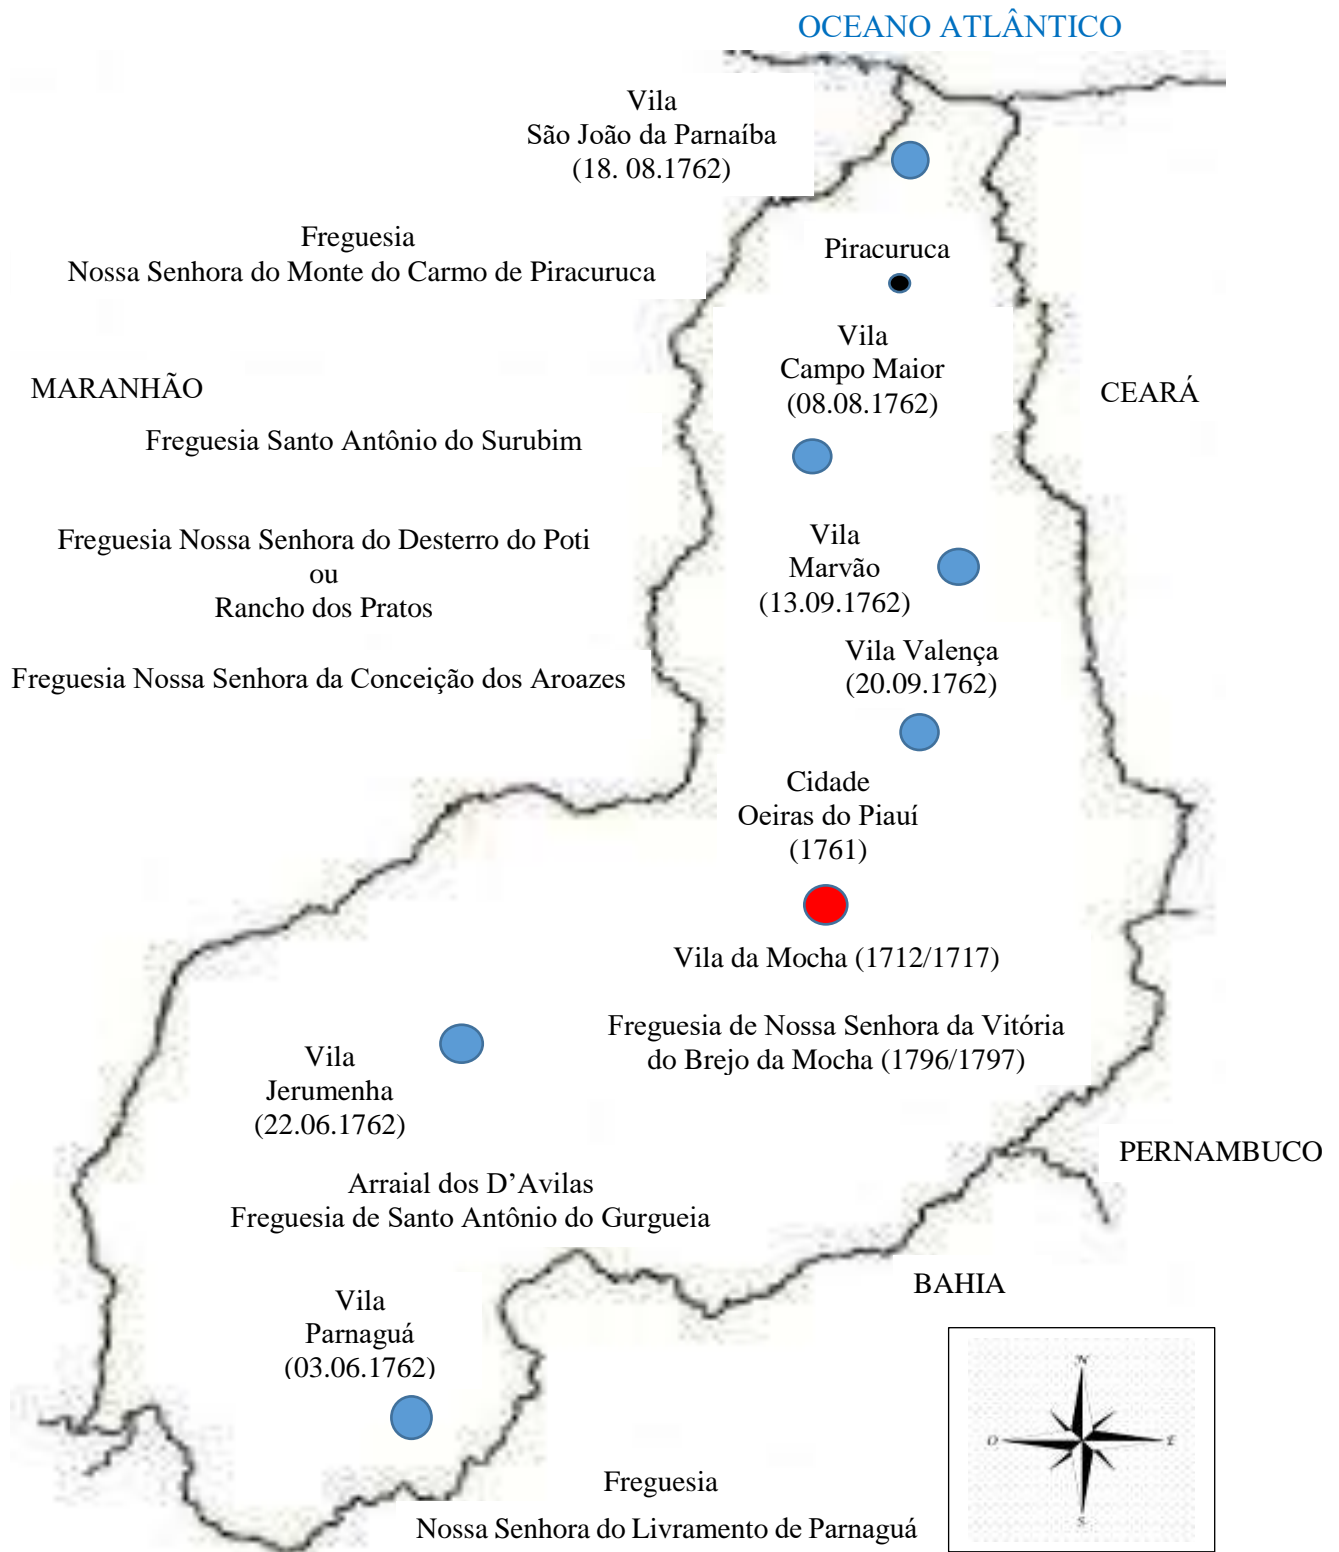 OCEANO ATLÂNTICO
Vila
São João da Parnaíba
(18. 08.1762)
Freguesia
Nossa Senhora do Monte do Carmo de Piracuruca
Piracuruca
Vila
Campo Maior
(08.08.1762)
MARANHÃO
CEARÁ
Freguesia Santo Antônio do Surubim
Freguesia Nossa Senhora do Desterro do Poti
ou
Rancho dos Pratos
Vila
Marvão
(13.09.1762)
Freguesia Nossa Senhora da Conceição dos Aroazes
Vila Valença
(20.09.1762)
Cidade
Oeiras do Piauí
(1761)
Vila da Mocha (1712/1717)
Freguesia de Nossa Senhora da Vitória
do Brejo da Mocha (1796/1797)
Vila
Jerumenha
(22.06.1762)
PERNAMBUCO
Arraial dos D’Avilas
Freguesia de Santo Antônio do Gurgueia
BAHIA
Vila
Parnaguá
(03.06.1762)
N
O
E
S
Freguesia
Nossa Senhora do Livramento de Parnaguá